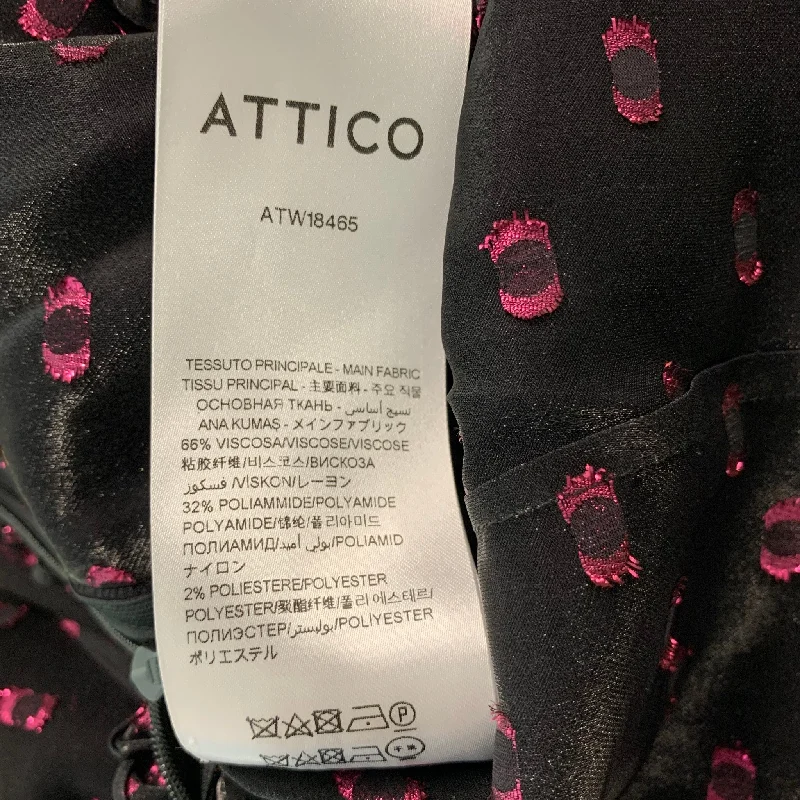 ATTICO
ATW18465
TESSUTO PRINCIPALE - MAIN FABRIC
TISSU PRINCIPAL - 主要面料 - 주요 직물
ОСНОВНАЯ ТКАНЬ - نسيج أساسي
ANA KUMAS - メインファブリック
66% VISCOSA/VISCOSE/VISCOSE
粘胶纤维/비스코스/ВИСКОЗА
فسكوز /VİSKON/レーヨン
32% POLIAMMIDE/POLYAMIDE
POLYAMIDE/锦纶/폴리아미드
ПОЛИАМИД/بولي أميد/POLIAMID
ナイロン
2% POLIESTERE/POLYESTER
POLYESTER/聚酯纤维/폴리 에스테르/
ПОЛИЭСТЕР/بوليستر/POLİYESTER
ポリエステル
P